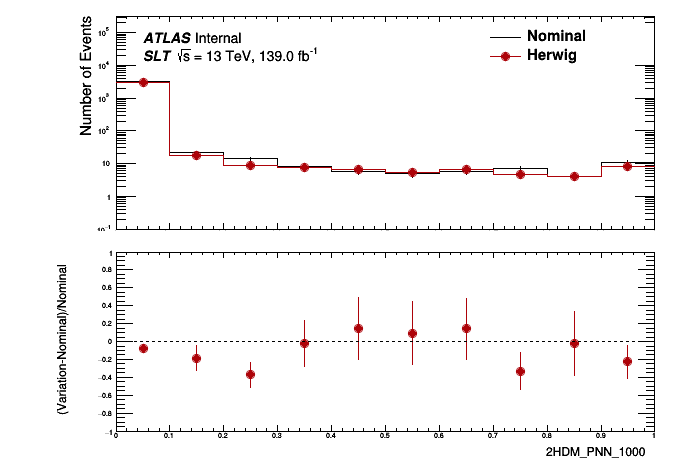 Number of Events
10⁵
10⁴
10³
10²
10
1
10⁻¹
ATLAS Internal
SLT √s = 13 TeV, 139.0 fb⁻¹
Nominal
Herwig
(Variation-Nominal)/Nominal
1
0.8
0.6
0.4
0.2
0
−0.2
−0.4
−0.6
−0.8
−1
0 0.1 0.2 0.3 0.4 0.5 0.6 0.7 0.8 0.9 1
2HDM_PNN_1000